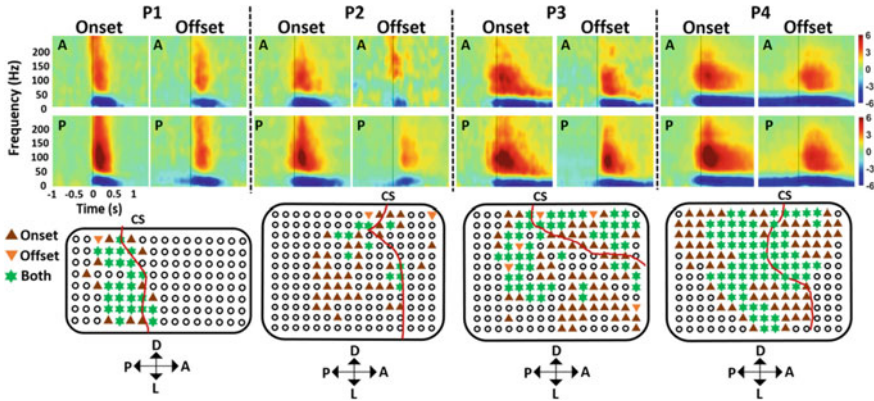 P1 P2 P3 P4
Onset Offset Onset Offset Onset Offset Onset Offset
A A A A A A A A
P P P P P P P P
Frequency (Hz)
200
150
100
50
0
200
150
100
50
0
6
3
0
-3
-6
6
3
0
-3
-6
-1 -0.5 0 0.5 1
Time (s)
CS CS CS CS
Onset
Offset
Both
D D D D
P A P A P A P A
L L L L